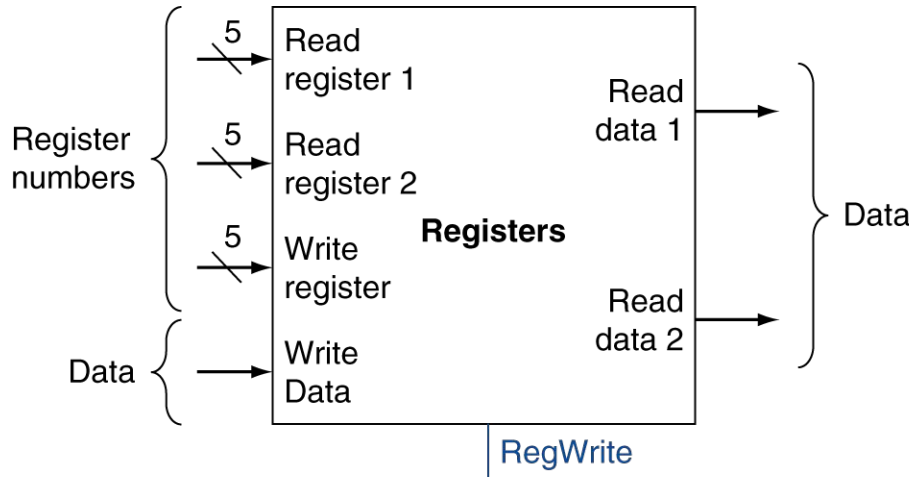 Register
numbers
Data
5
Read
register 1
5
Read
register 2
5
Write
register
Write
Data
Registers
Read
data 1
Read
data 2
Data
RegWrite